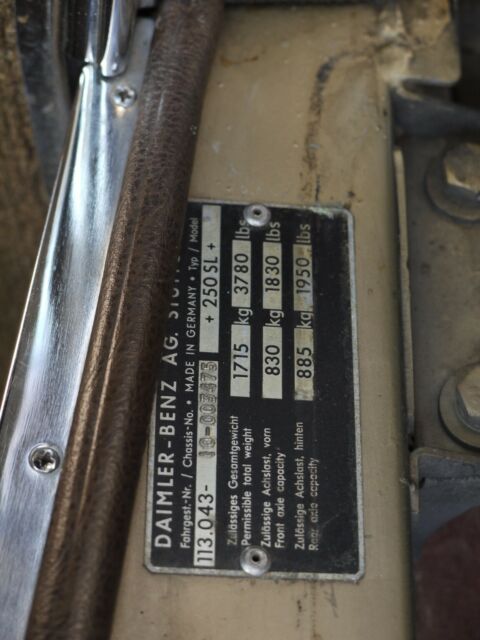 DAIMLER-BENZ AG.
Fahrgest.-Nr. / Chassis-No. • MADE IN GERMANY • Typ / Model
113.043- + 250 SL +
Zulässiges Gesamtgewicht
Permissible total weight 1715 kg 3780 lbs
Zulässige Achslast, vorn
Front axle capacity 830 kg 1830 lbs
Zulässige Achslast, hinten
Rear axle capacity 885 kg 1950 lbs